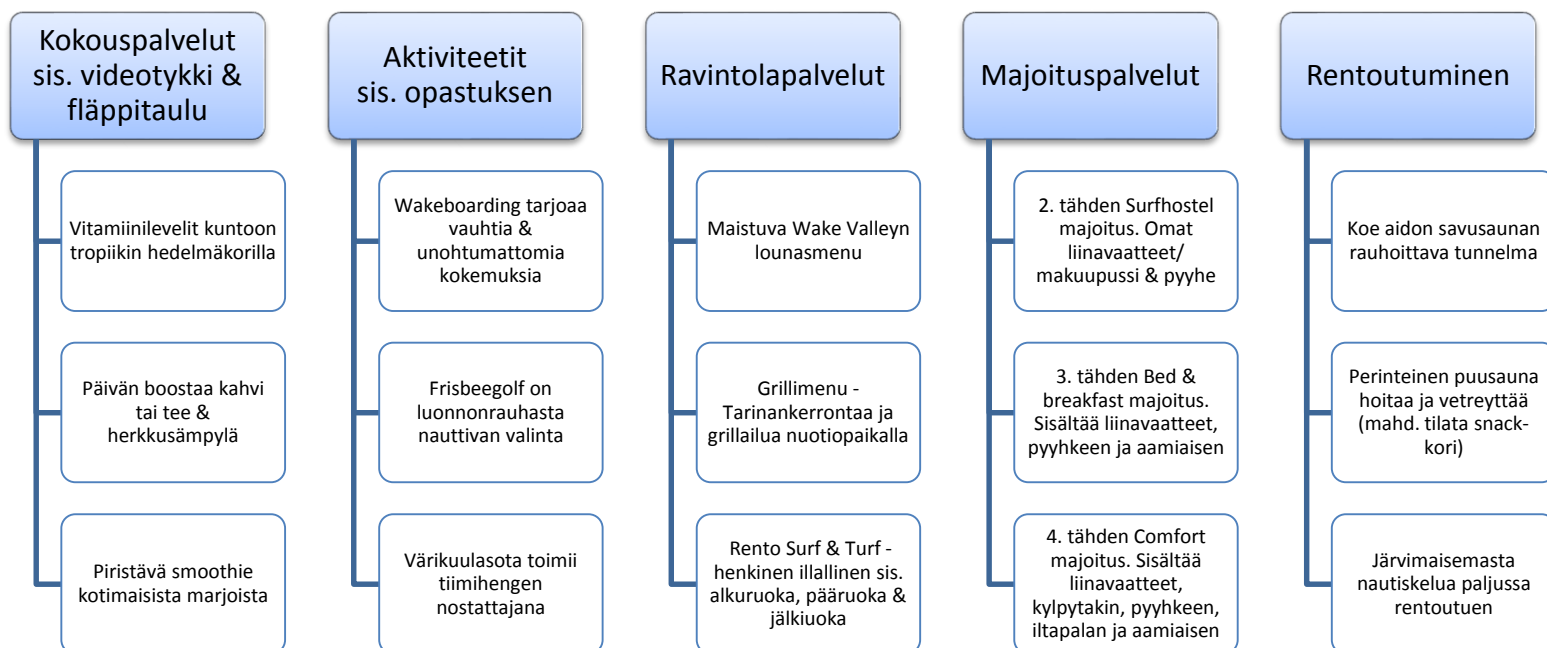 Kokouspalvelut
sis. videotykki &
fläppitaulu
Vitamiinilevelit kuntoon
tropiikin hedelmäkorilla
Päivän boostaa kahvi
tai tee &
herkkusämpylä
Piristävä smoothie
kotimaisista marjoista
Aktiviteetit
sis. opastuksen
Wakeboarding tarjoaa
vauhtia &
unohtumattomia
kokemuksia
Frisbeegolf on
luonnonrauhasta
nauttivan valinta
Värikuulasota toimii
tiimihengen
nostattajana
Ravintolapalvelut
Maistuva Wake Valleyn
lounasmenu
Grillimenu -
Tarinankerrontaa ja
grillailua nuotiopaikalla
Rento Surf & Turf -
henkinen illallinen sis.
alkuruoka, pääruoka &
jälkiuoka
Majoituspalvelut
2. tähden Surfhostel
majoitus. Omat
liinavaatteet/
makuupussi & pyyhe
3. tähden Bed &
breakfast majoitus.
Sisältää liinavaatteet,
pyyhkeen ja aamiaisen
4. tähden Comfort
majoitus. Sisältää
liinavaatteet,
kylpytakin, pyyhkeen,
iltapalan ja aamiaisen
Rentoutuminen
Koe aidon savusaunan
rauhoittava tunnelma
Perinteinen puusauna
hoitaa ja vetreyttää
(mahd. tilata snack-
kori)
Järvimaisemasta
nautiskelua paljussa
rentoutuen